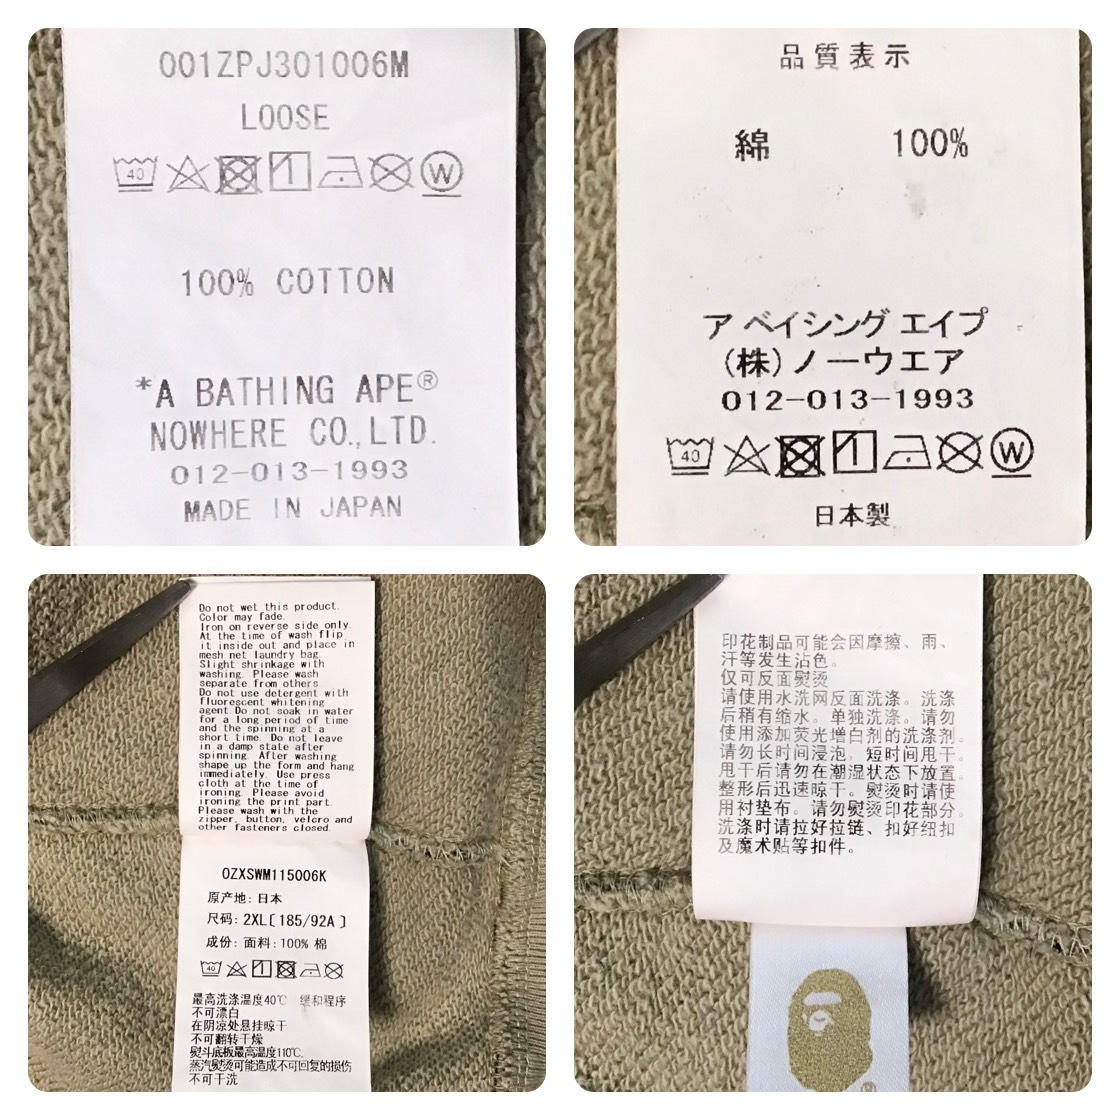 001ZPJ301006M
LOOSE
40 W
100% COTTON
*A BATHING APE®
NOWHERE CO.,LTD.
012-013-1993
MADE IN JAPAN
品質表示
綿 100%
ア ベイシング エイプ
(株)ノーウエア
012-013-1993
40 W
日本製
Do not wet this product.
Color may fade.
Iron on reverse side only.
At the time of wash flip
it inside out and place in
mesh net laundry bag.
Slight shrinkage with
washing. Please wash
separate from others
Do not use detergent with
fluorescent whitening
agent.Do not soak in water
for a long period of time
and the spinning at a
short time. Do not leave
in a damp state after
spinning. After washing
shape up the form and hang
immediately. Use press
cloth at the time of
ironing. Please avoid
ironing the print part.
Please wash with the
zipper, button, velcro and
other fasteners closed.
OZXSWM115006K
原产地: 日本
尺码: 2XL[185/92A]
成份: 面料: 100% 棉
40
最高洗涤温度40℃ 缓和程序
不可漂白
在阴凉处悬挂晾干
不可翻转干燥
熨斗底板最高温度110℃,
蒸汽熨烫可能造成不可回复的损伤
不可干洗
印花制品可能会因摩擦、雨、
汗等发生沾色。
仅可反面熨烫
请使用水洗网反面洗涤。洗涤
后稍有缩水。单独洗涤。请勿
使用添加荧光增白剂的洗涤剂。
请勿长时间浸泡, 短时间甩干。
甩干后请勿在潮湿状态下放置。
整形后迅速晾干。熨烫时请使
用衬垫布。请勿熨烫印花部分。
洗涤时请拉好拉链、扣好纽扣
及魔术贴等扣件。
®